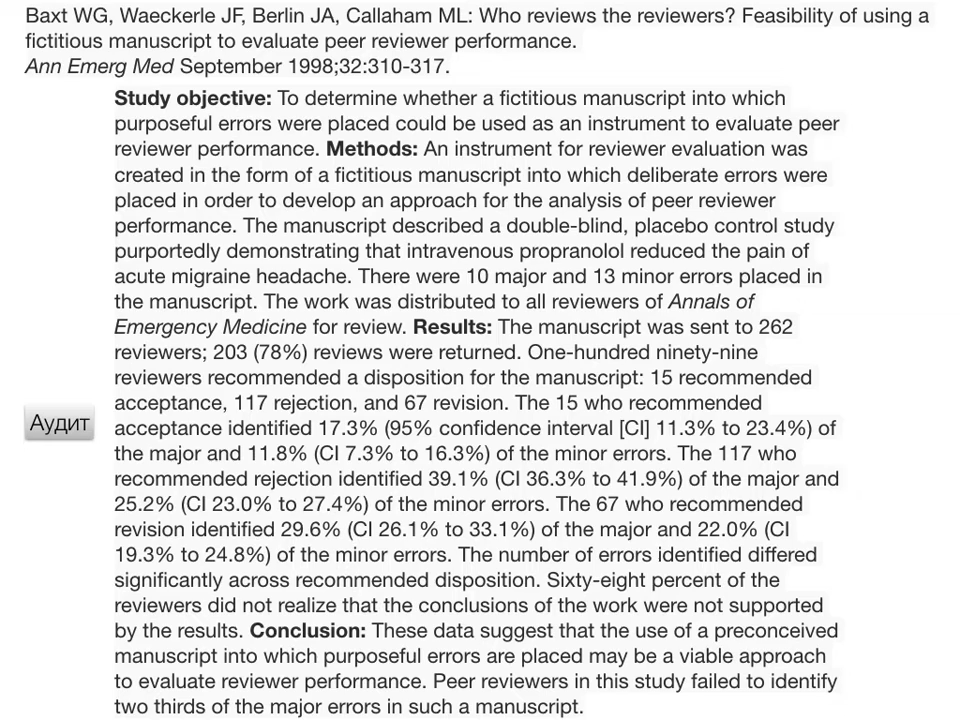 Baxt WG, Waeckerle JF, Berlin JA, Callaham ML: Who reviews the reviewers? Feasibility of using a
fictitious manuscript to evaluate peer reviewer performance.
Ann Emerg Med September 1998;32:310-317.
Study objective: To determine whether a fictitious manuscript into which
purposeful errors were placed could be used as an instrument to evaluate peer
reviewer performance. Methods: An instrument for reviewer evaluation was
created in the form of a fictitious manuscript into which deliberate errors were
placed in order to develop an approach for the analysis of peer reviewer
performance. The manuscript described a double-blind, placebo control study
purportedly demonstrating that intravenous propranolol reduced the pain of
acute migraine headache. There were 10 major and 13 minor errors placed in
the manuscript. The work was distributed to all reviewers of Annals of
Emergency Medicine for review. Results: The manuscript was sent to 262
reviewers; 203 (78%) reviews were returned. One-hundred ninety-nine
reviewers recommended a disposition for the manuscript: 15 recommended
acceptance, 117 rejection, and 67 revision. The 15 who recommended
Аудит
acceptance identified 17.3% (95% confidence interval [CI] 11.3% to 23.4%) of
the major and 11.8% (CI 7.3% to 16.3%) of the minor errors. The 117 who
recommended rejection identified 39.1% (CI 36.3% to 41.9%) of the major and
25.2% (CI 23.0% to 27.4%) of the minor errors. The 67 who recommended
revision identified 29.6% (CI 26.1% to 33.1%) of the major and 22.0% (CI
19.3% to 24.8%) of the minor errors. The number of errors identified differed
significantly across recommended disposition. Sixty-eight percent of the
reviewers did not realize that the conclusions of the work were not supported
by the results. Conclusion: These data suggest that the use of a preconceived
manuscript into which purposeful errors are placed may be a viable approach
to evaluate reviewer performance. Peer reviewers in this study failed to identify
two thirds of the major errors in such a manuscript.